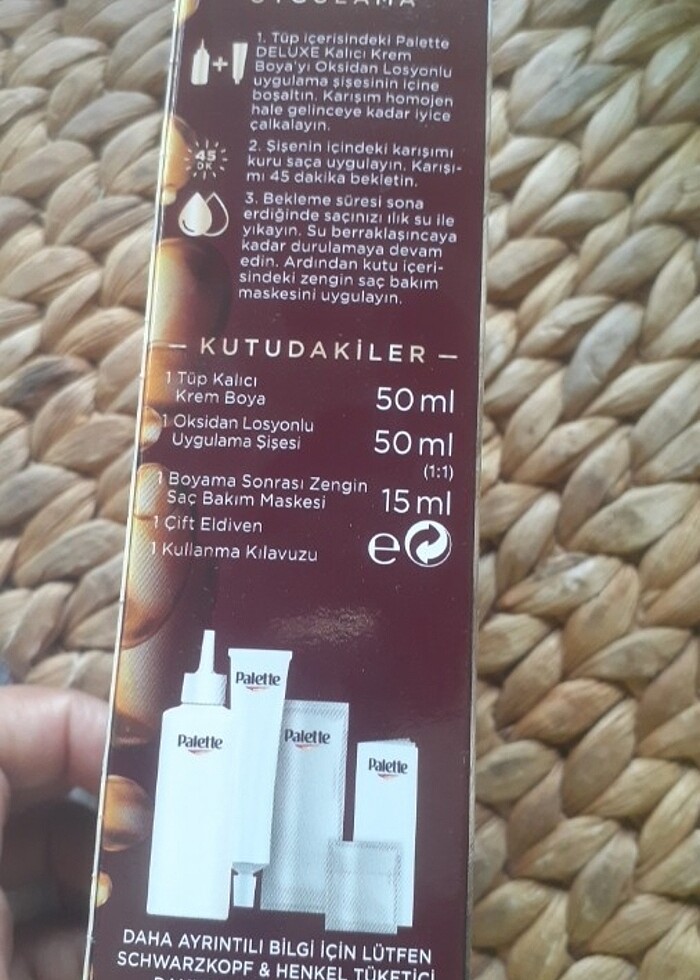 UYGULAMA
1. Tüp içerisindeki Palette
DELUXE Kalıcı Krem
Boya'yı Oksidan Losyonlu
uygulama şişesinin içine
boşaltın. Karışım homojen
hale gelinceye kadar iyice
çalkalayın.
45
DK
2. Şişenin içindeki karışımı
kuru saça uygulayın. Karışı-
mı 45 dakika bekletin.
3. Bekleme süresi sona
erdiğinde saçınızı ılık su ile
yıkayın. Su berraklaşıncaya
kadar durulamaya devam
edin. Ardından kutu içeri-
sindeki zengin saç bakım
maskesini uygulayın.
— KUTUDAKİLER —
1 Tüp Kalıcı
Krem Boya 50 ml
1 Oksidan Losyonlu
Uygulama Şişesi 50 ml
(1:1)
1 Boyama Sonrası Zengin
Saç Bakım Maskesi 15 ml
1 Çift Eldiven
1 Kullanma Kılavuzu
e
Palette
Palette
Palette
Palette
DAHA AYRINTILI BİLGİ İÇİN LÜTFEN
SCHWARZKOPF & HENKEL TÜKETİCİ